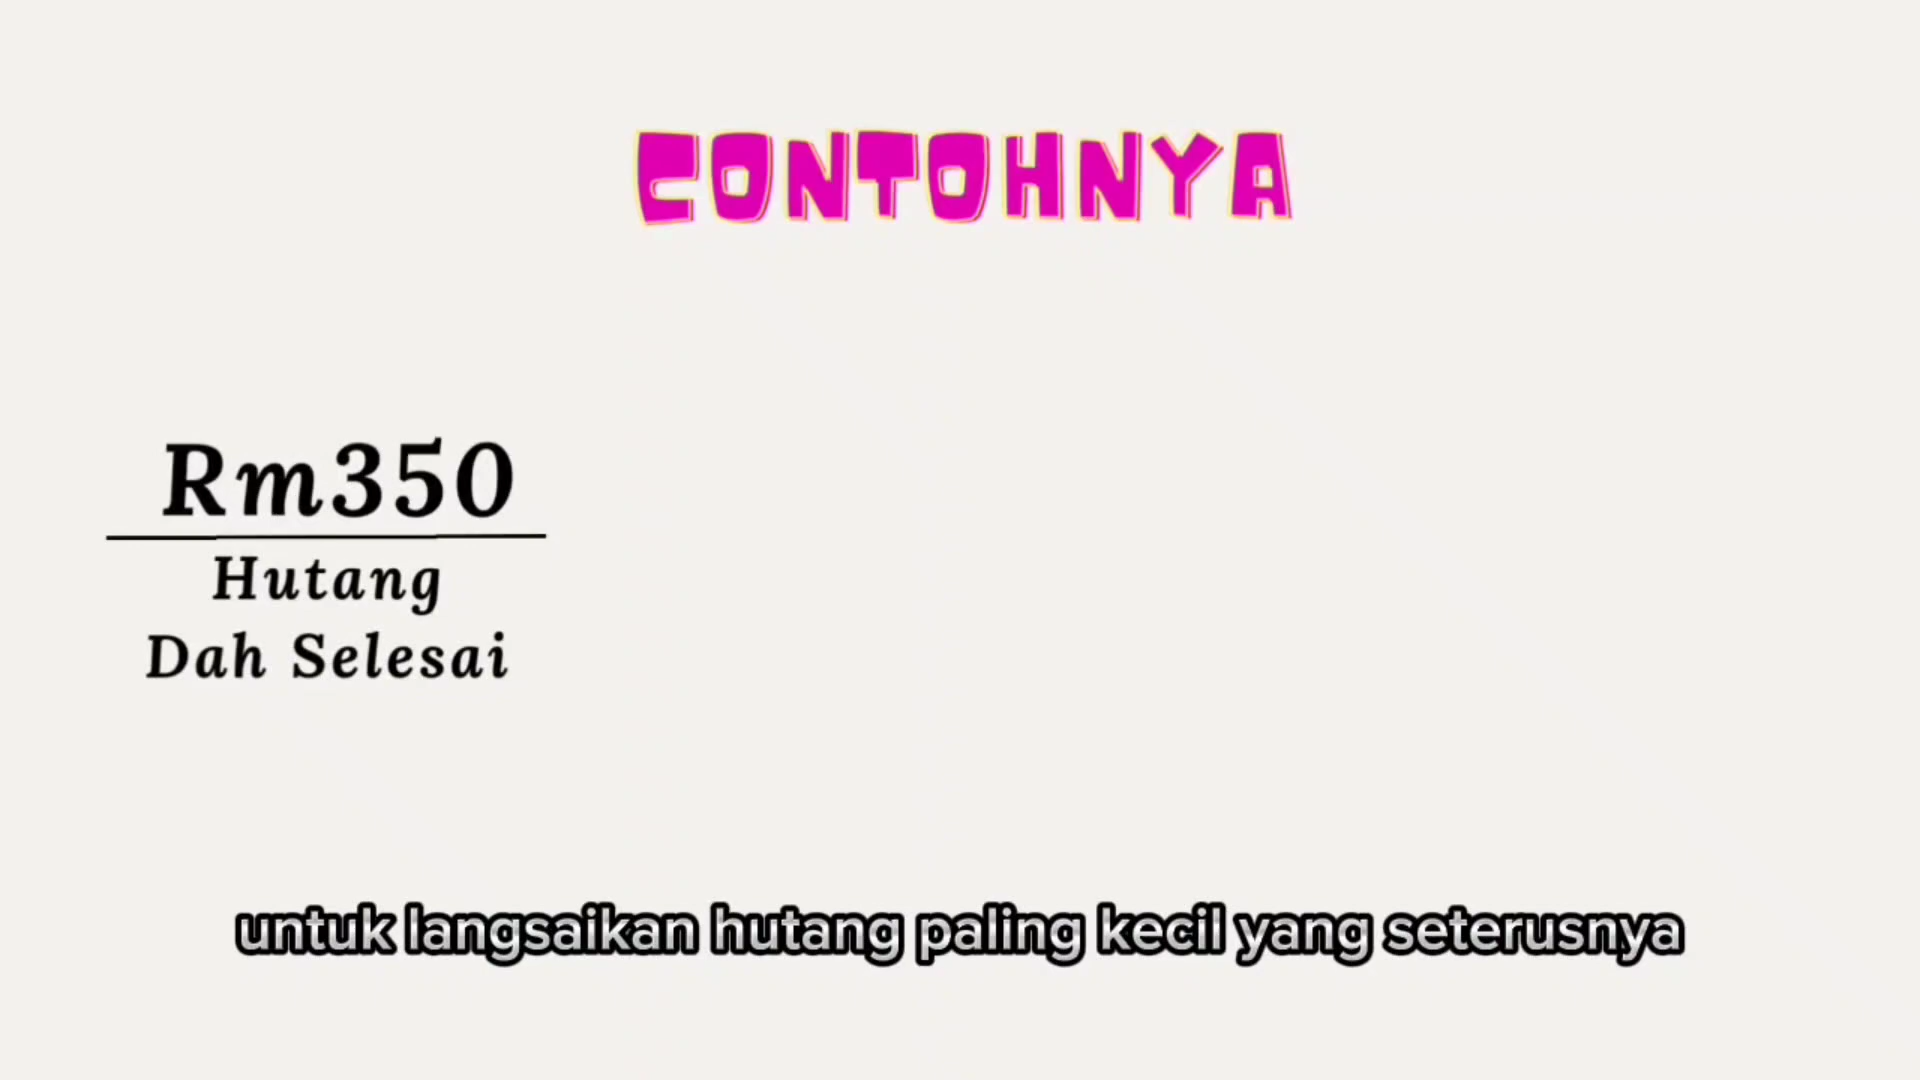 CONTOHNYA
Rm350
Hutang
Dah Selesai
untuk langsaikan hutang paling kecil yang seterusnya